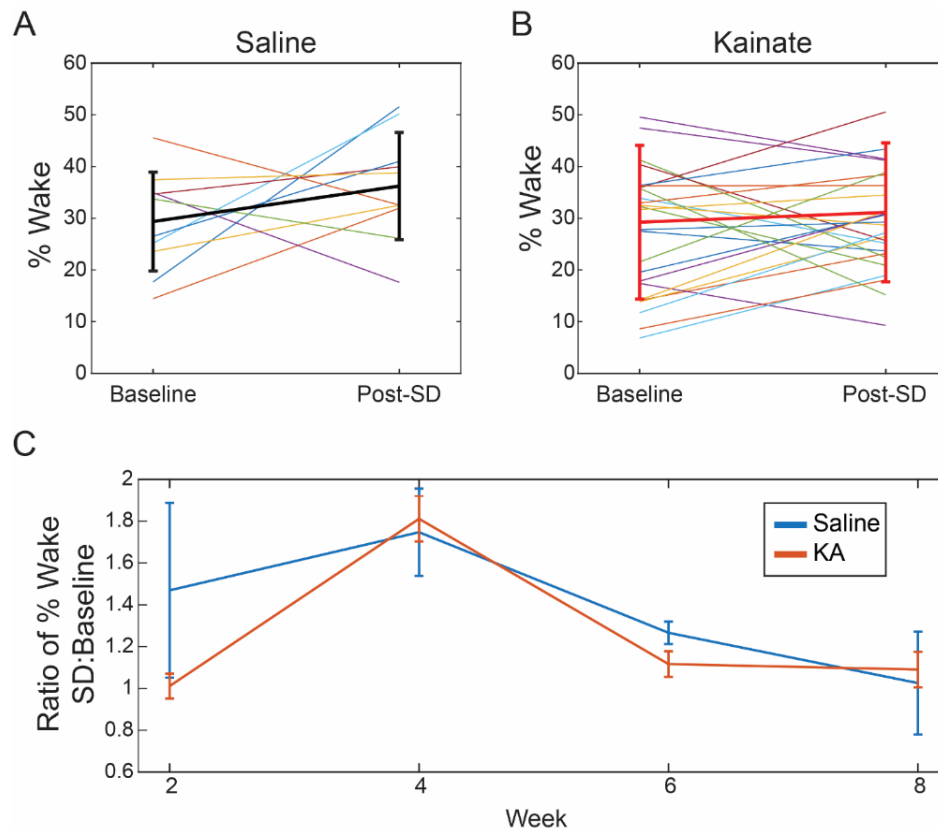 A
Saline
% Wake
60
50
40
30
20
10
0
Baseline
Post-SD
B
Kainate
% Wake
60
50
40
30
20
10
0
Baseline
Post-SD
C
Ratio of % Wake
SD:Baseline
2
1.8
1.6
1.4
1.2
1
0.8
0.6
2
4
6
8
Week
Saline
KA